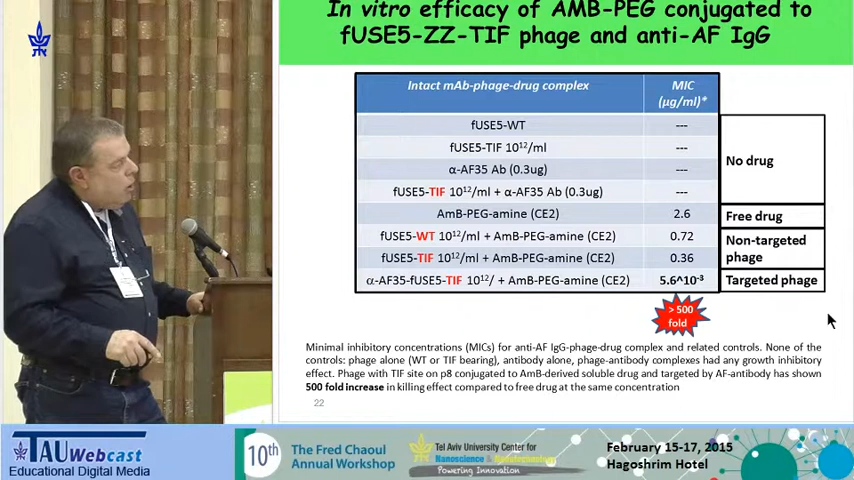 In vitro efficacy of AMB-PEG conjugated to
fUSE5-ZZ-TIF phage and anti-AF IgG
Intact mAb-phage-drug complex MIC (µg/ml)*
fUSE5-WT ---
fUSE5-TIF 10¹²/ml ---
α-AF35 Ab (0.3ug) ---
fUSE5-TIF 10¹²/ml + α-AF35 Ab (0.3ug) ---
No drug
AmB-PEG-amine (CE2) 2.6 Free drug
fUSE5-WT 10¹²/ml + AmB-PEG-amine (CE2) 0.72
fUSE5-TIF 10¹²/ml + AmB-PEG-amine (CE2) 0.36
Non-targeted
phage
α-AF35-fUSE5-TIF 10¹²/ + AmB-PEG-amine (CE2) 5.6^10⁻³ Targeted phage
> 500
fold
Minimal inhibitory concentrations (MICs) for anti-AF IgG-phage-drug complex and related controls. None of the
controls: phage alone (WT or TIF bearing), antibody alone, phage-antibody complexes had any growth inhibitory
effect. Phage with TIF site on p8 conjugated to AmB-derived soluble drug and targeted by AF-antibody has shown
500 fold increase in killing effect compared to free drug at the same concentration
22
TAUWebcast
Educational Digital Media
10th
The Fred Chaoul
Annual Workshop
Tel Aviv University Center for
Nanoscience & Nanotechnology
Powering Innovation
February 15-17, 2015
Hagoshrim Hotel